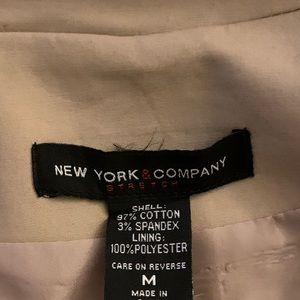 NEW YORK & COMPANY
STRETCH
SHELL:
97% COTTON
3% SPANDEX
LINING:
100% POLYESTER
CARE ON REVERSE
M
MADE IN